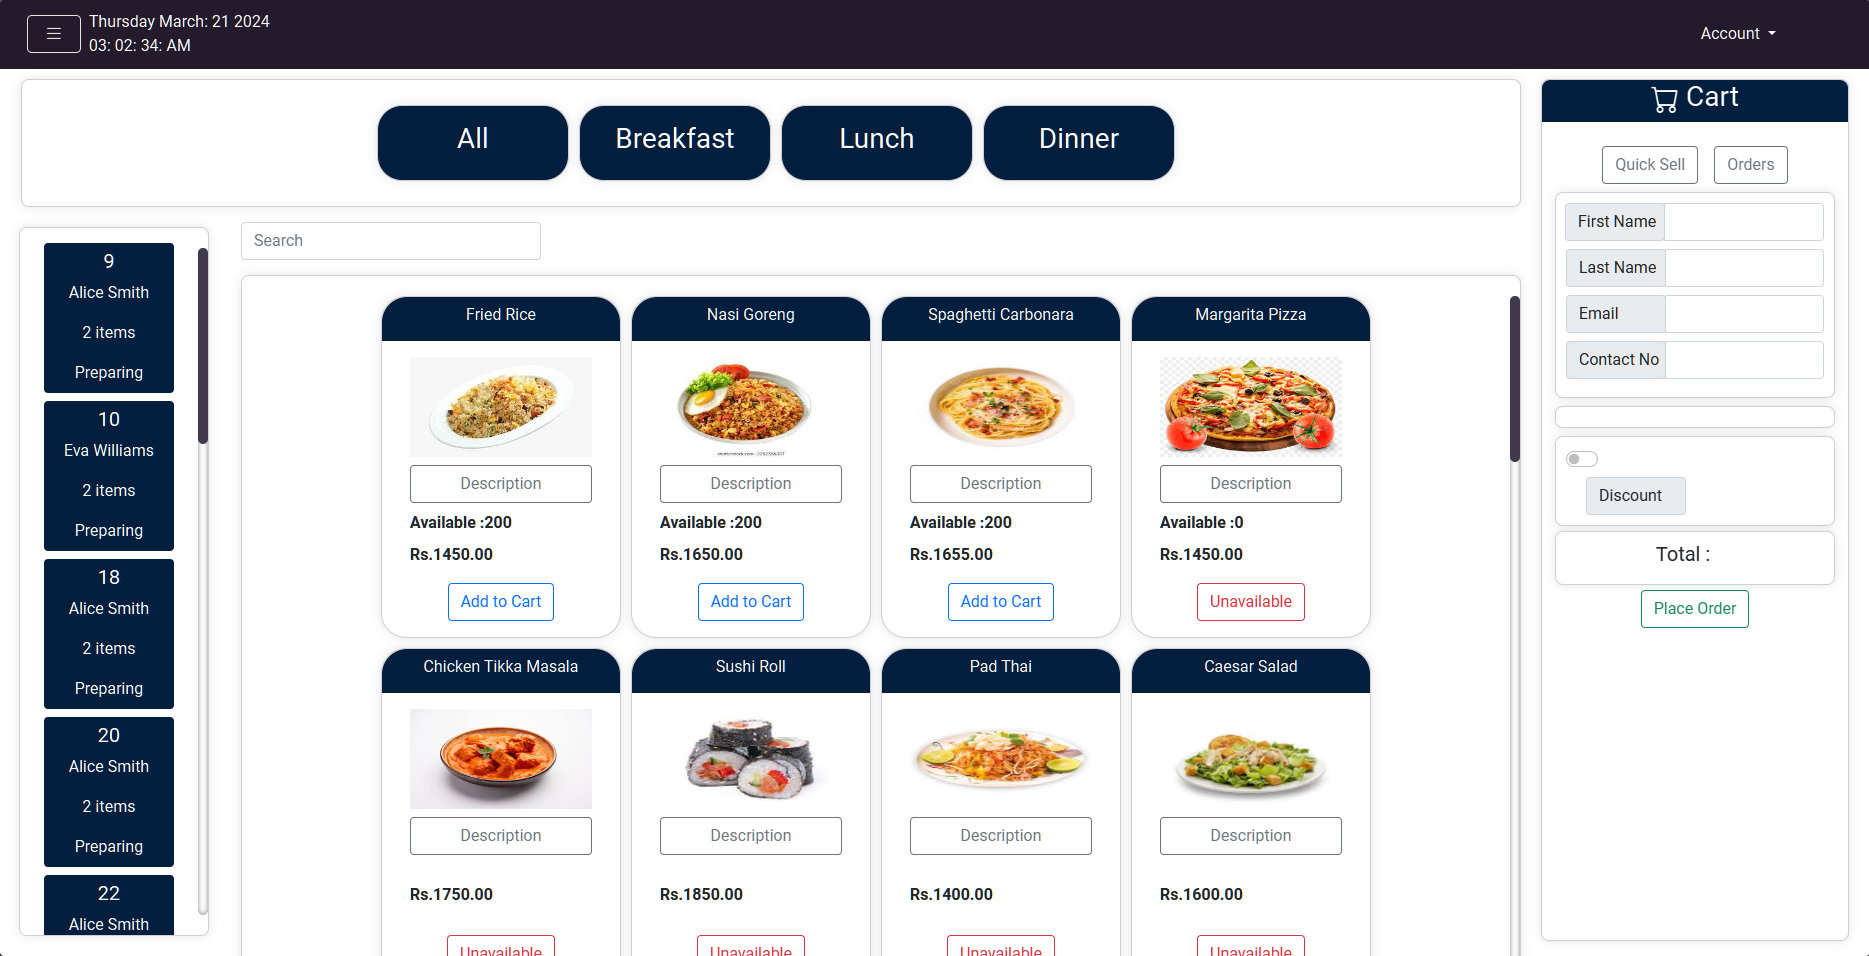 Thursday March: 21 2024
03: 02: 34: AM
Account
All
Breakfast
Lunch
Dinner
9
Alice Smith
2 items
Preparing
10
Eva Williams
2 items
Preparing
18
Alice Smith
2 items
Preparing
20
Alice Smith
2 items
Preparing
22
Alice Smith
Search
Fried Rice
Description
Available :200
Rs.1450.00
Add to Cart
Nasi Goreng
shutterstock.com · 2262586327
Description
Available :200
Rs.1650.00
Add to Cart
Spaghetti Carbonara
Description
Available :200
Rs.1655.00
Add to Cart
Margarita Pizza
Description
Available :0
Rs.1450.00
Unavailable
Chicken Tikka Masala
Description
Rs.1750.00
Unavailable
Sushi Roll
Description
Rs.1850.00
Unavailable
Pad Thai
Description
Rs.1400.00
Unavailable
Caesar Salad
Description
Rs.1600.00
Unavailable
Cart
Quick Sell
Orders
First Name
Last Name
Email
Contact No
Discount
Total :
Place Order